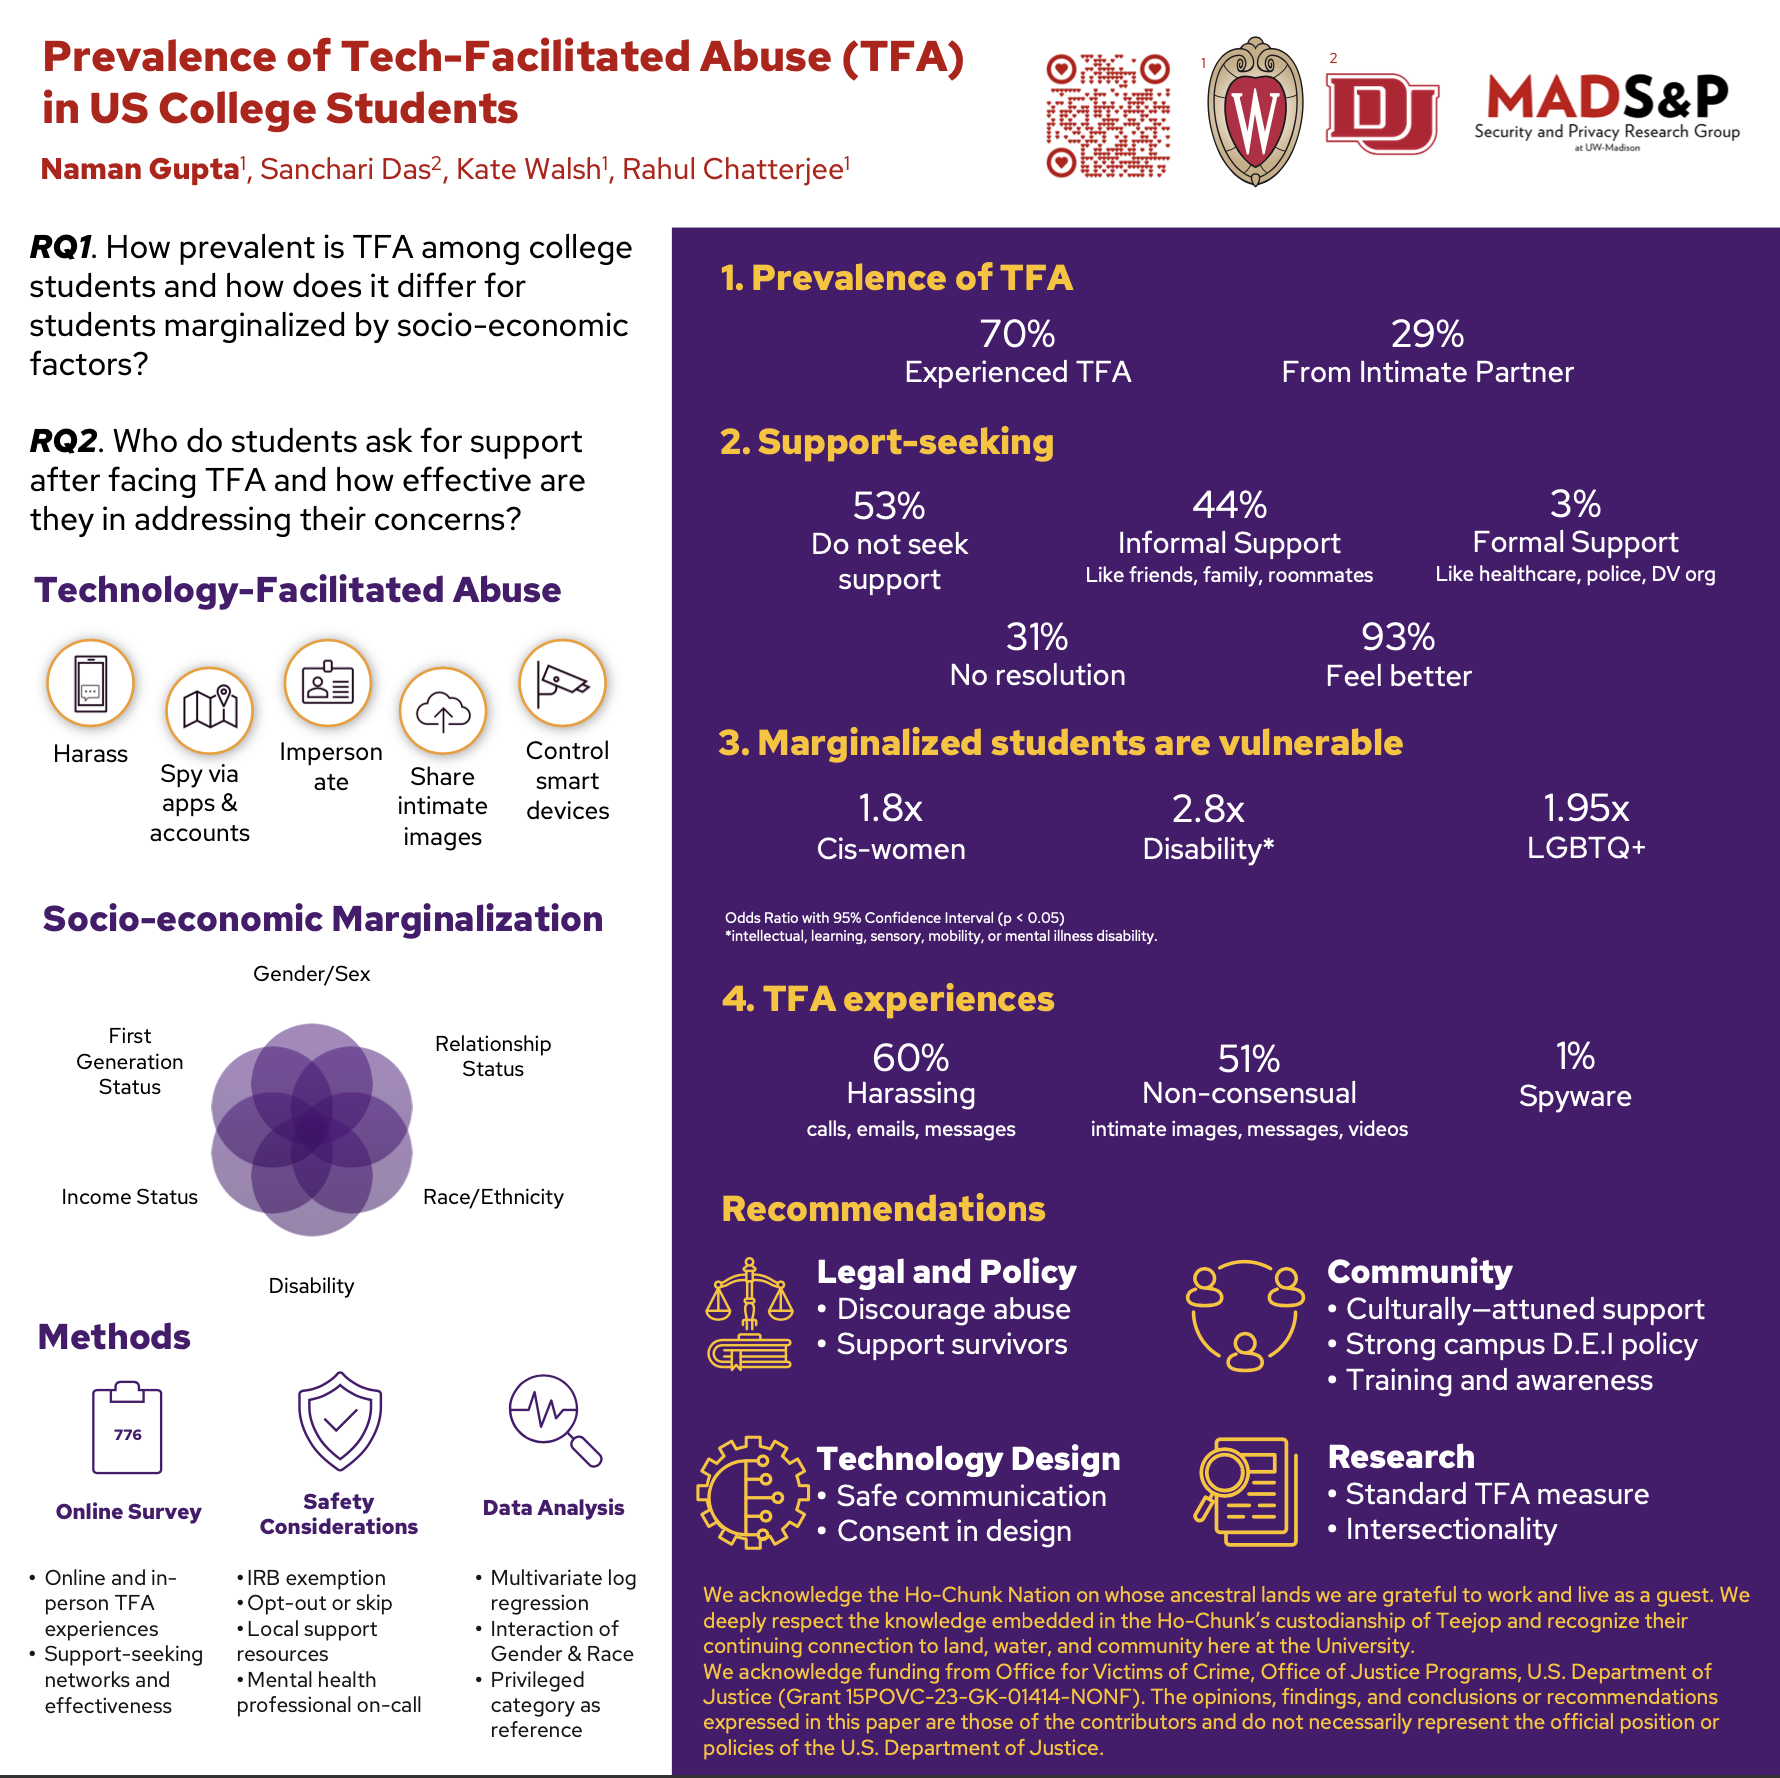 Prevalence of Tech-Facilitated Abuse (TFA)
in US College Students
Naman Gupta¹, Sanchari Das², Kate Walsh¹, Rahul Chatterjee¹
1
W
2
DU
MADS&P
Security and Privacy Research Group
at UW-Madison
RQ1. How prevalent is TFA among college
students and how does it differ for
students marginalized by socio-economic
factors?
RQ2. Who do students ask for support
after facing TFA and how effective are
they in addressing their concerns?
Technology-Facilitated Abuse
Harass
Spy via
apps &
accounts
Imperson
ate
Share
intimate
images
Control
smart
devices
Socio-economic Marginalization
Gender/Sex
First
Generation
Status
Relationship
Status
Income Status
Race/Ethnicity
Disability
Methods
776
Online Survey
• Online and in-
person TFA
experiences
• Support-seeking
networks and
effectiveness
Safety
Considerations
• IRB exemption
• Opt-out or skip
• Local support
resources
• Mental health
professional on-call
Data Analysis
• Multivariate log
regression
• Interaction of
Gender & Race
• Privileged
category as
reference
1. Prevalence of TFA
70%
Experienced TFA
29%
From Intimate Partner
2. Support-seeking
53%
Do not seek
support
44%
Informal Support
Like friends, family, roommates
3%
Formal Support
Like healthcare, police, DV org
31%
No resolution
93%
Feel better
3. Marginalized students are vulnerable
1.8x
Cis-women
2.8x
Disability*
1.95x
LGBTQ+
Odds Ratio with 95% Confidence Interval (p < 0.05)
*intellectual, learning, sensory, mobility, or mental illness disability.
4. TFA experiences
60%
Harassing
calls, emails, messages
51%
Non-consensual
intimate images, messages, videos
1%
Spyware
Recommendations
Legal and Policy
• Discourage abuse
• Support survivors
Community
• Culturally–attuned support
• Strong campus D.E.I policy
• Training and awareness
Technology Design
• Safe communication
• Consent in design
Research
• Standard TFA measure
• Intersectionality
We acknowledge the Ho-Chunk Nation on whose ancestral lands we are grateful to work and live as a guest. We
deeply respect the knowledge embedded in the Ho-Chunk’s custodianship of Teejop and recognize their
continuing connection to land, water, and community here at the University.
We acknowledge funding from Office for Victims of Crime, Office of Justice Programs, U.S. Department of
Justice (Grant 15POVC-23-GK-01414-NONF). The opinions, findings, and conclusions or recommendations
expressed in this paper are those of the contributors and do not necessarily represent the official position or
policies of the U.S. Department of Justice.